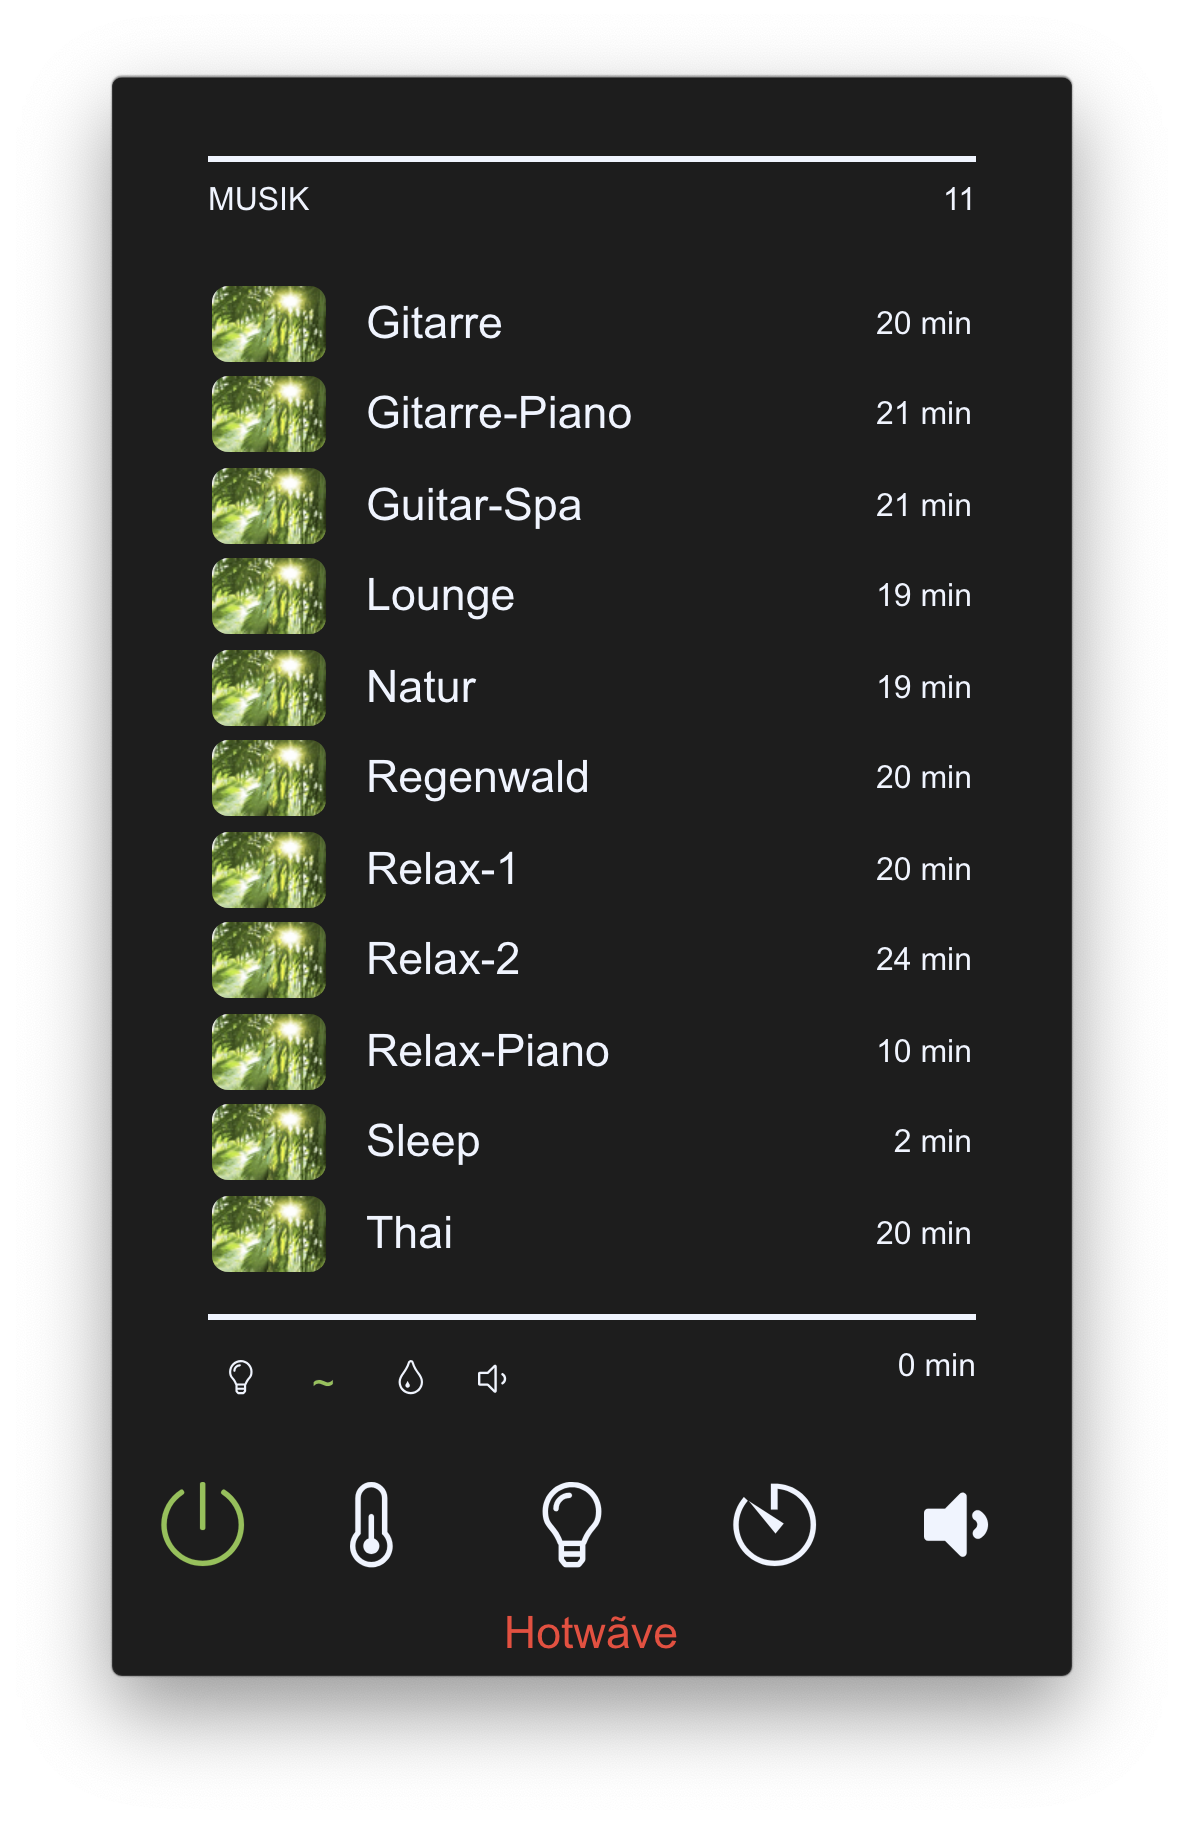 MUSIK 11
Gitarre 20 min
Gitarre-Piano 21 min
Guitar-Spa 21 min
Lounge 19 min
Natur 19 min
Regenwald 20 min
Relax-1 20 min
Relax-2 24 min
Relax-Piano 10 min
Sleep 2 min
Thai 20 min
~ 0 min
Hotwãve